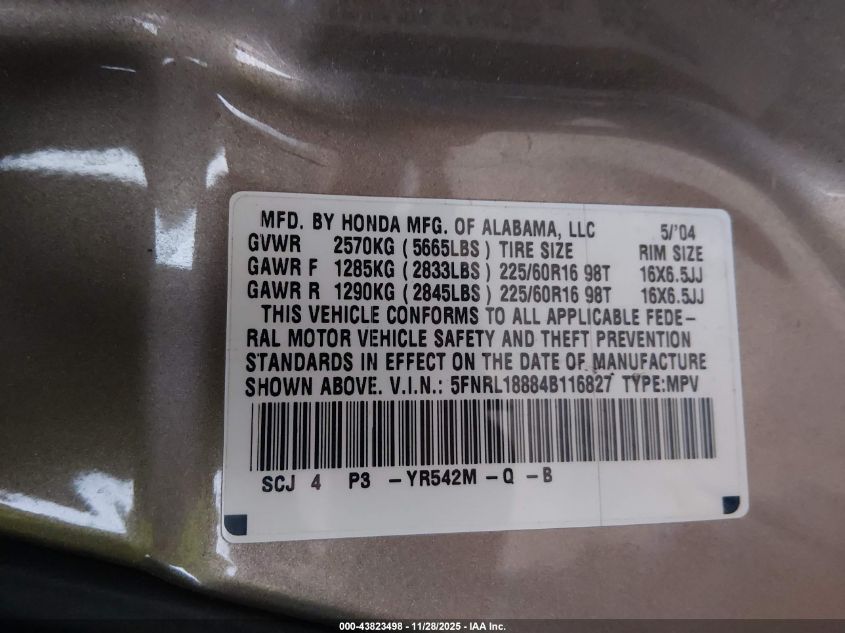 MFD. BY HONDA MFG. OF ALABAMA, LLC 5/'04
GVWR 2570KG (5665LBS) TIRE SIZE RIM SIZE
GAWR F 1285KG (2833LBS) 225/60R16 98T 16X6.5JJ
GAWR R 1290KG (2845LBS) 225/60R16 98T 16X6.5JJ
THIS VEHICLE CONFORMS TO ALL APPLICABLE FEDE-
RAL MOTOR VEHICLE SAFETY AND THEFT PREVENTION
STANDARDS IN EFFECT ON THE DATE OF MANUFACTURE
SHOWN ABOVE. V.I.N.: 5FNRL18884B116827 TYPE:MPV
SCJ 4 P3 -YR542M -Q -B
000-43823498 - 11/28/2025 - IAA Inc.